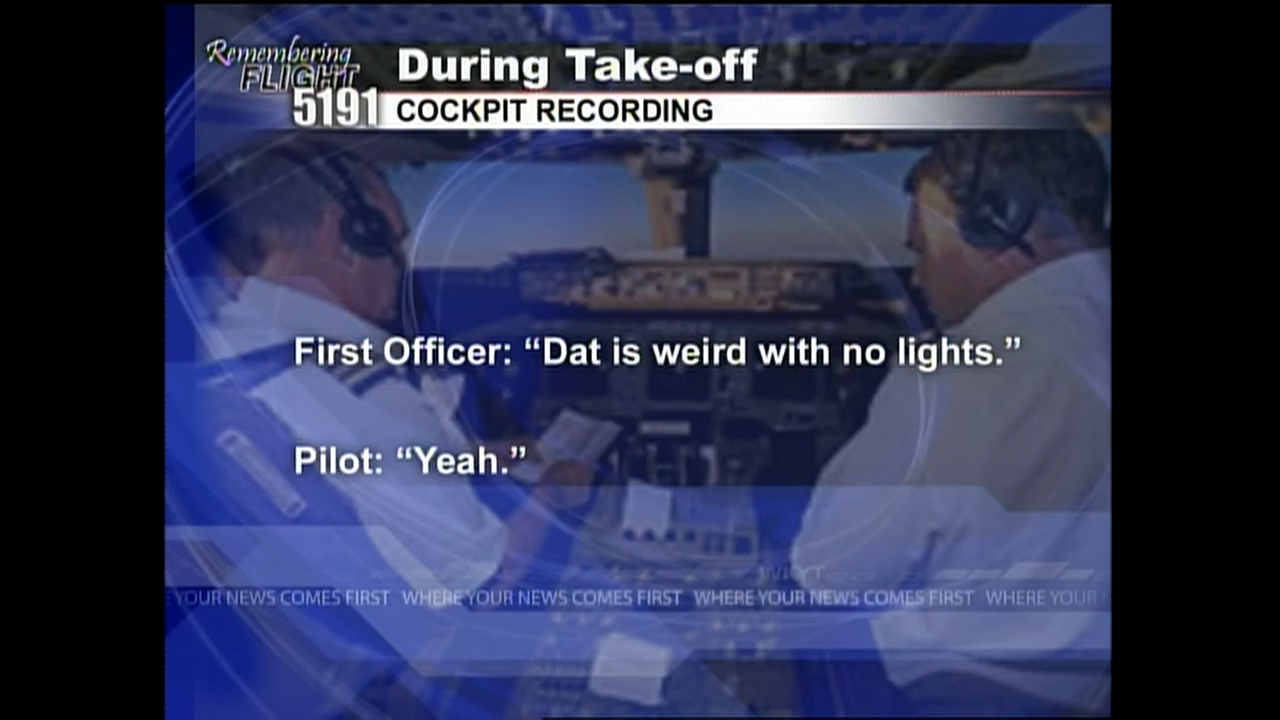 Remembering
FLIGHT
5191
During Take-off
COCKPIT RECORDING
First Officer: “Dat is weird with no lights.”
Pilot: “Yeah.”
WKYT
YOUR NEWS COMES FIRST WHERE YOUR NEWS COMES FIRST WHERE YOUR NEWS COMES FIRST WHERE YOUR